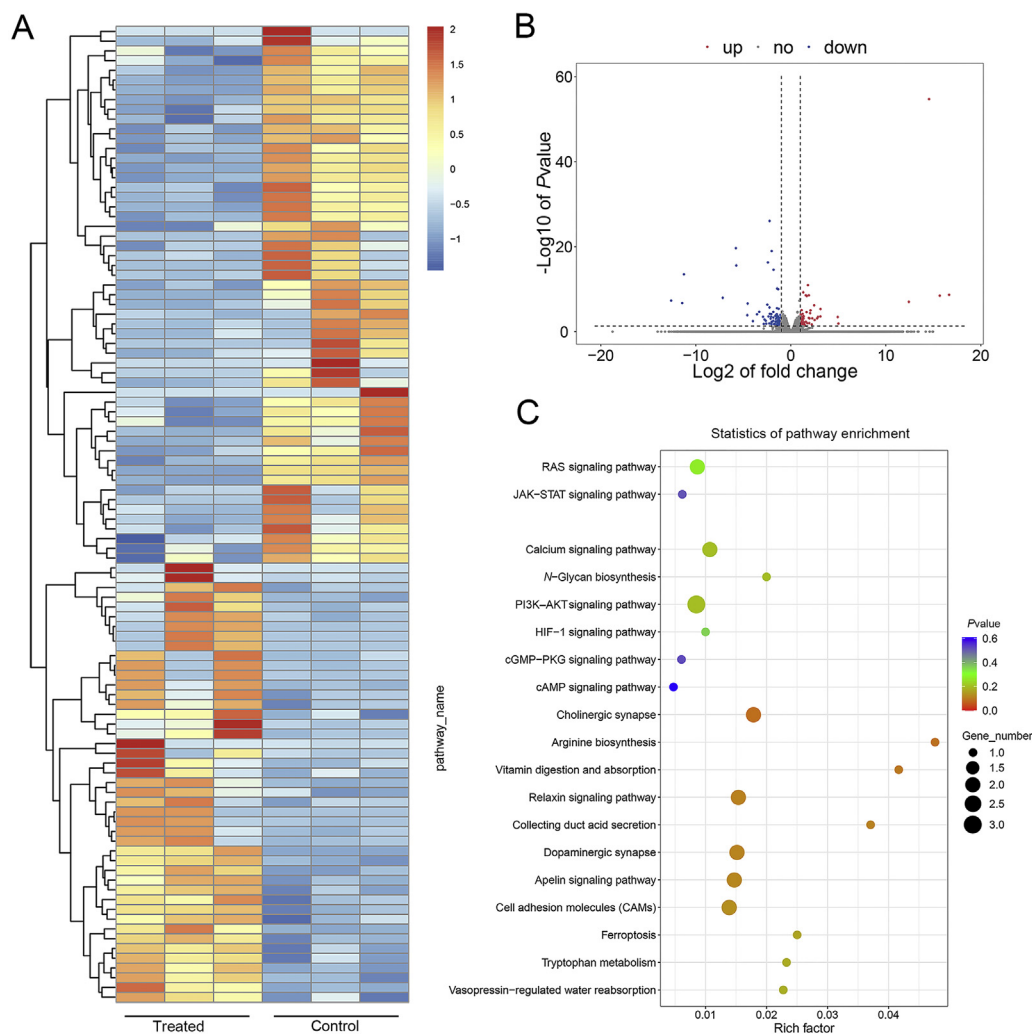 A
2
1.5
1
0.5
0
−0.5
−1
Treated
Control
B
up no down
60
40
20
0
-Log10 of Pvalue
−20
−10
0
10
20
Log2 of fold change
C
Statistics of pathway enrichment
pathway_name
RAS signaling pathway
JAK−STAT signaling pathway
Calcium signaling pathway
N−Glycan biosynthesis
PI3K−AKT signaling pathway
HIF−1 signaling pathway
cGMP−PKG signaling pathway
cAMP signaling pathway
Cholinergic synapse
Arginine biosynthesis
Vitamin digestion and absorption
Relaxin signaling pathway
Collecting duct acid secretion
Dopaminergic synapse
Apelin signaling pathway
Cell adhesion molecules (CAMs)
Ferroptosis
Tryptophan metabolism
Vasopressin−regulated water reabsorption
0.01
0.02
0.03
0.04
Rich factor
Pvalue
0.6
0.4
0.2
0.0
Gene_number
1.0
1.5
2.0
2.5
3.0